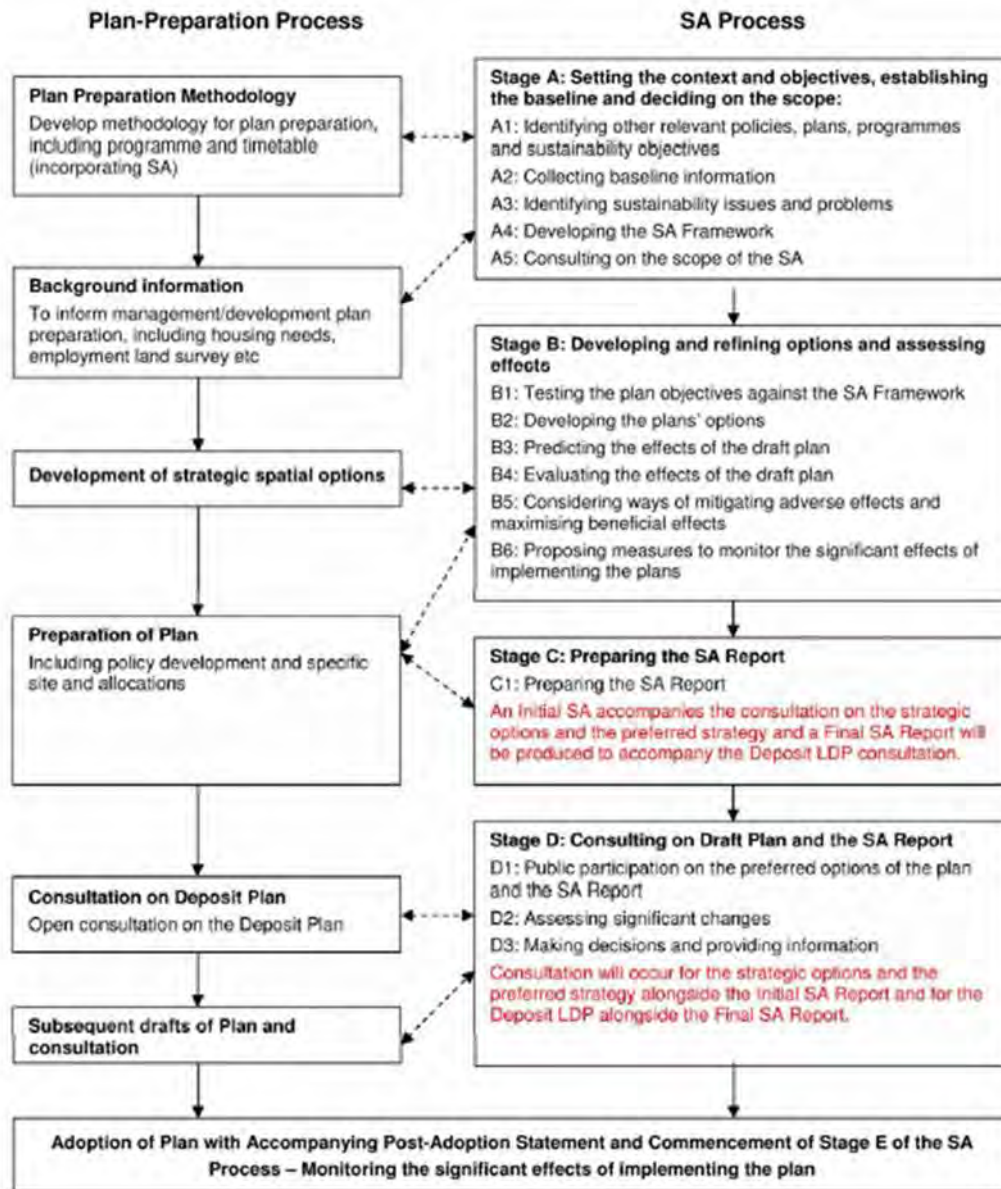 Plan-Preparation Process
Plan Preparation Methodology
Develop methodology for plan preparation,
including programme and timetable
(incorporating SA)
Background information
To inform management/development plan
preparation, including housing needs,
employment land survey etc
Development of strategic spatial options
Preparation of Plan
Including policy development and specific
site and allocations
Consultation on Deposit Plan
Open consultation on the Deposit Plan
Subsequent drafts of Plan and
consultation
SA Process
Stage A: Setting the context and objectives, establishing
the baseline and deciding on the scope:
A1: Identifying other relevant policies, plans, programmes
and sustainability objectives
A2: Collecting baseline information
A3: Identifying sustainability issues and problems
A4: Developing the SA Framework
A5: Consulting on the scope of the SA
Stage B: Developing and refining options and assessing
effects
B1: Testing the plan objectives against the SA Framework
B2: Developing the plans' options
B3: Predicting the effects of the draft plan
B4: Evaluating the effects of the draft plan
B5: Considering ways of mitigating adverse effects and
maximising beneficial effects
B6: Proposing measures to monitor the significant effects of
implementing the plans
Stage C: Preparing the SA Report
C1: Preparing the SA Report
An Initial SA accompanies the consultation on the strategic
options and the preferred strategy and a Final SA Report will
be produced to accompany the Deposit LDP consultation.
Stage D: Consulting on Draft Plan and the SA Report
D1: Public participation on the preferred options of the plan
and the SA Report
D2: Assessing significant changes
D3: Making decisions and providing information
Consultation will occur for the strategic options and the
preferred strategy alongside the Initial SA Report and for the
Deposit LDP alongside the Final SA Report.
Adoption of Plan with Accompanying Post-Adoption Statement and Commencement of Stage E of the SA
Process – Monitoring the significant effects of implementing the plan